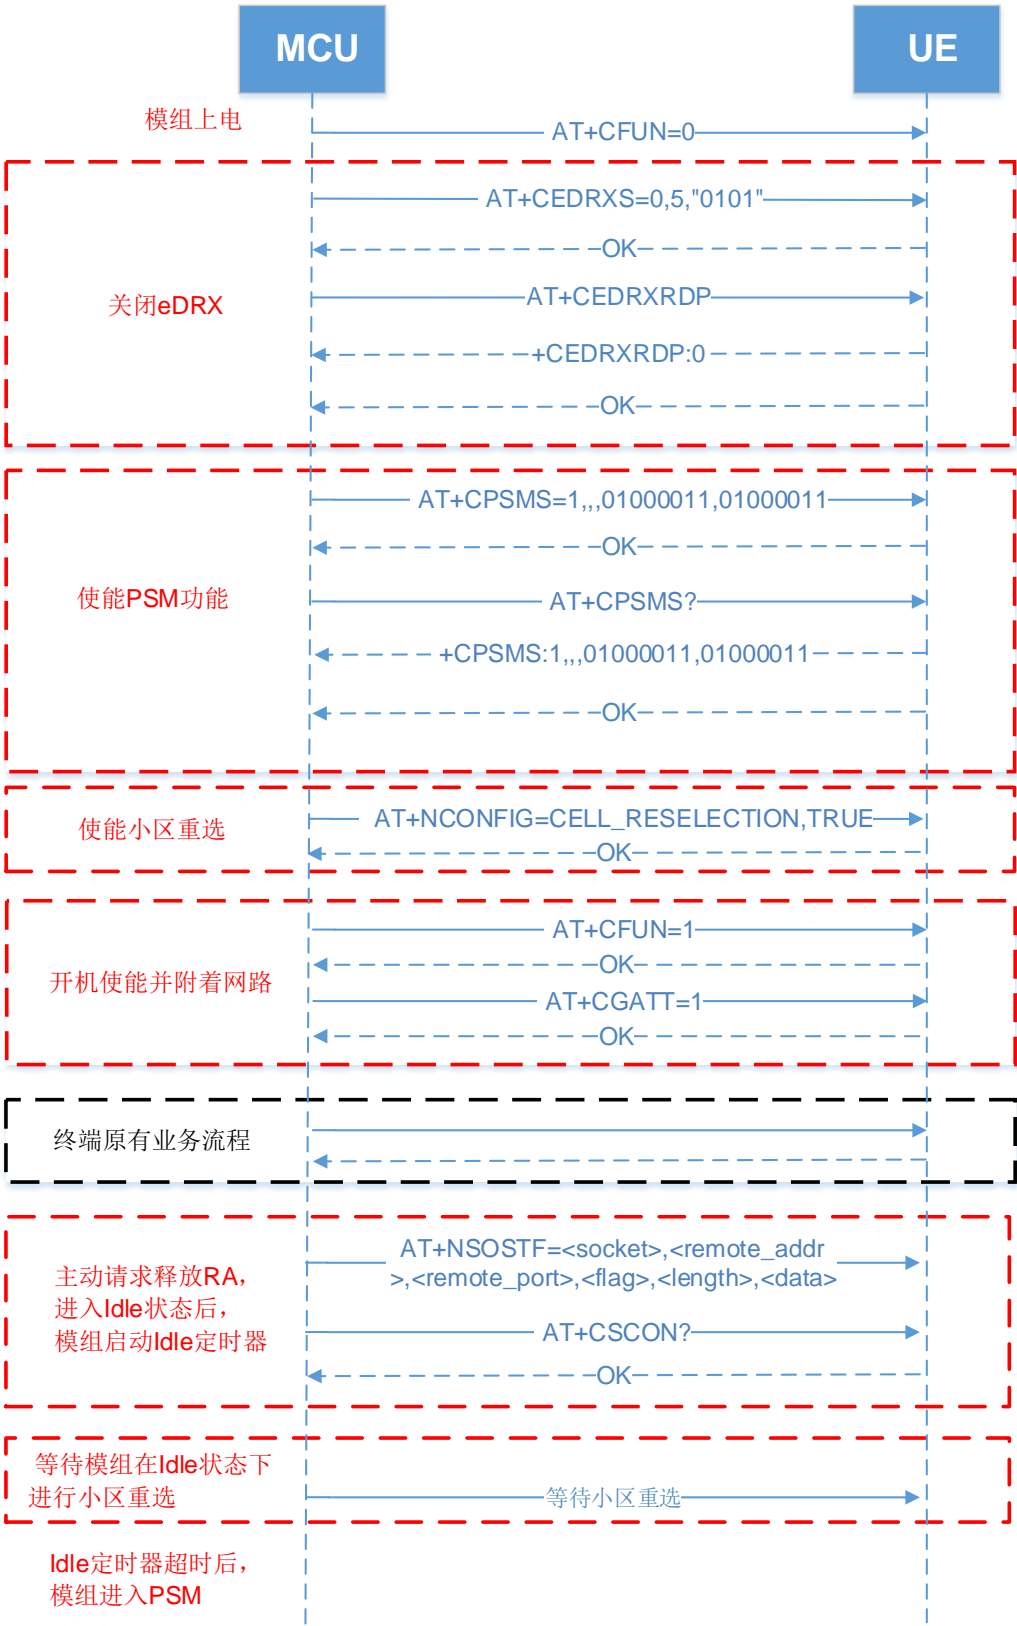 MCU
UE
模组上电
AT+CFUN=0
AT+CEDRXS=0,5,"0101"
OK
关闭eDRX
AT+CEDRXRDP
+CEDRXRDP:0
OK
AT+CPSMS=1,,,01000011,01000011
OK
使能PSM功能
AT+CPSMS?
+CPSMS:1,,,01000011,01000011
OK
使能小区重选
AT+NCONFIG=CELL_RESELECTION,TRUE
OK
AT+CFUN=1
OK
开机使能并附着网路
AT+CGATT=1
OK
终端原有业务流程
AT+NSOSTF=<socket>,<remote_addr
>,<remote_port>,<flag>,<length>,<data>
主动请求释放RA，
进入Idle状态后，
模组启动Idle定时器
AT+CSCON?
OK
等待模组在Idle状态下
进行小区重选
等待小区重选
Idle定时器超时后，
模组进入PSM